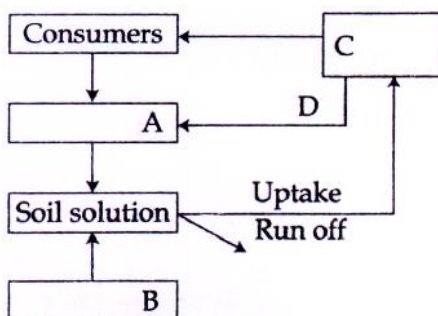 Consumers
C
D
A
Uptake
Soil solution
Run off
B